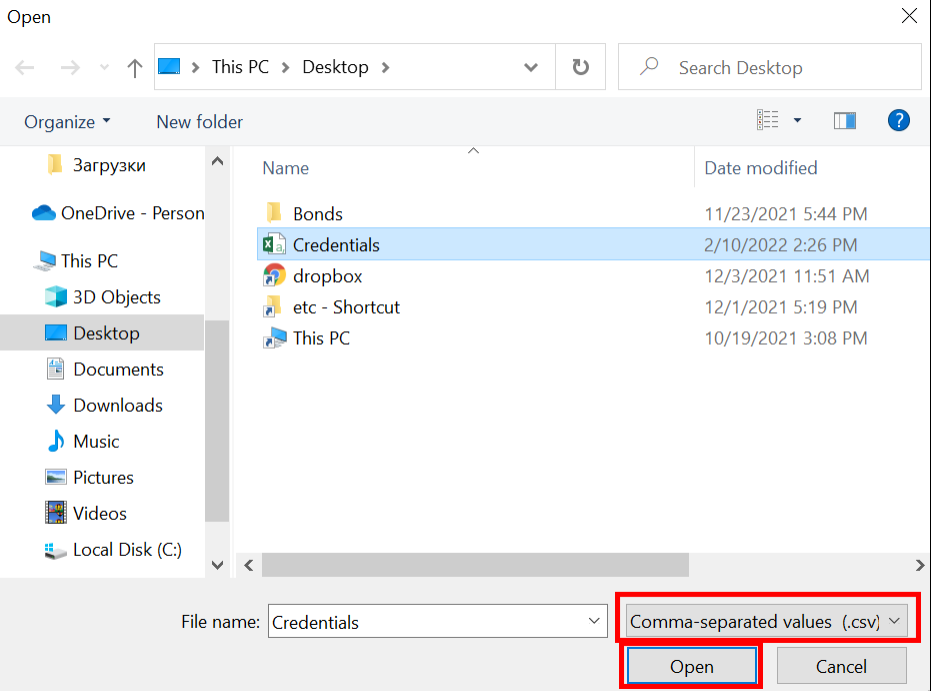 Open
This PC > Desktop >
Search Desktop
Organize
New folder
?
Загрузки
OneDrive - Person
This PC
3D Objects
Desktop
Documents
Downloads
Music
Pictures
Videos
Local Disk (C:)
Name Date modified
Bonds 11/23/2021 5:44 PM
Credentials 2/10/2022 2:26 PM
dropbox 12/3/2021 11:51 AM
etc - Shortcut 12/1/2021 5:19 PM
This PC 10/19/2021 3:08 PM
File name: Credentials Comma-separated values (.csv)
Open Cancel